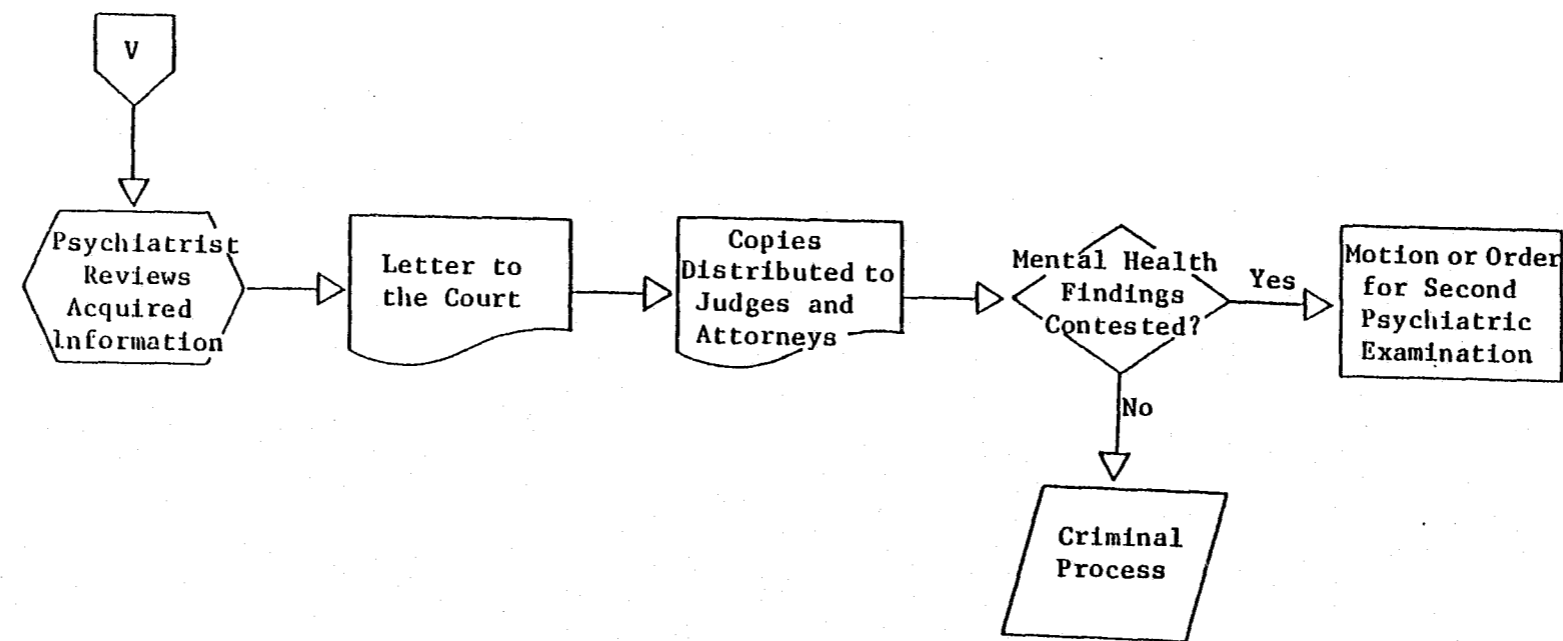 V
Psychiatrist
Reviews
Acquired
Information
Letter to
the Court
Copies
Distributed to
Judges and
Attorneys
Mental Health
Findings
Contested?
Yes
Motion or Order
for Second
Psychiatric
Examination
No
Criminal
Process